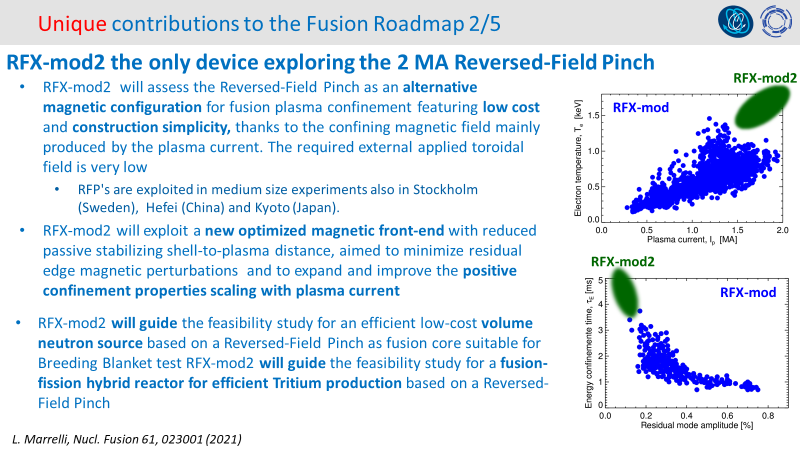 Unique contributions to the Fusion Roadmap 2/5
RFX-mod2 the only device exploring the 2 MA Reversed-Field Pinch
• RFX-mod2 will assess the Reversed-Field Pinch as an alternative
magnetic configuration for fusion plasma confinement featuring low cost
and construction simplicity, thanks to the confining magnetic field mainly
produced by the plasma current. The required external applied toroidal
field is very low
• RFP's are exploited in medium size experiments also in Stockholm
(Sweden), Hefei (China) and Kyoto (Japan).
• RFX-mod2 will exploit a new optimized magnetic front-end with reduced
passive stabilizing shell-to-plasma distance, aimed to minimize residual
edge magnetic perturbations and to expand and improve the positive
confinement properties scaling with plasma current
• RFX-mod2 will guide the feasibility study for an efficient low-cost volume
neutron source based on a Reversed-Field Pinch as fusion core suitable for
Breeding Blanket test RFX-mod2 will guide the feasibility study for a fusion-
fission hybrid reactor for efficient Tritium production based on a Reversed-
Field Pinch
L. Marrelli, Nucl. Fusion 61, 023001 (2021)
RFX-mod2
RFX-mod
Electron temperature, Te [keV]
1.5
1.0
0.5
0.0
0.0 0.5 1.0 1.5 2.0
Plasma current, Ip [MA]
RFX-mod2
RFX-mod
Energy confinemente time, τE [ms]
5
4
3
2
1
0
0.0 0.2 0.4 0.6 0.8
Residual mode amplitude [%]